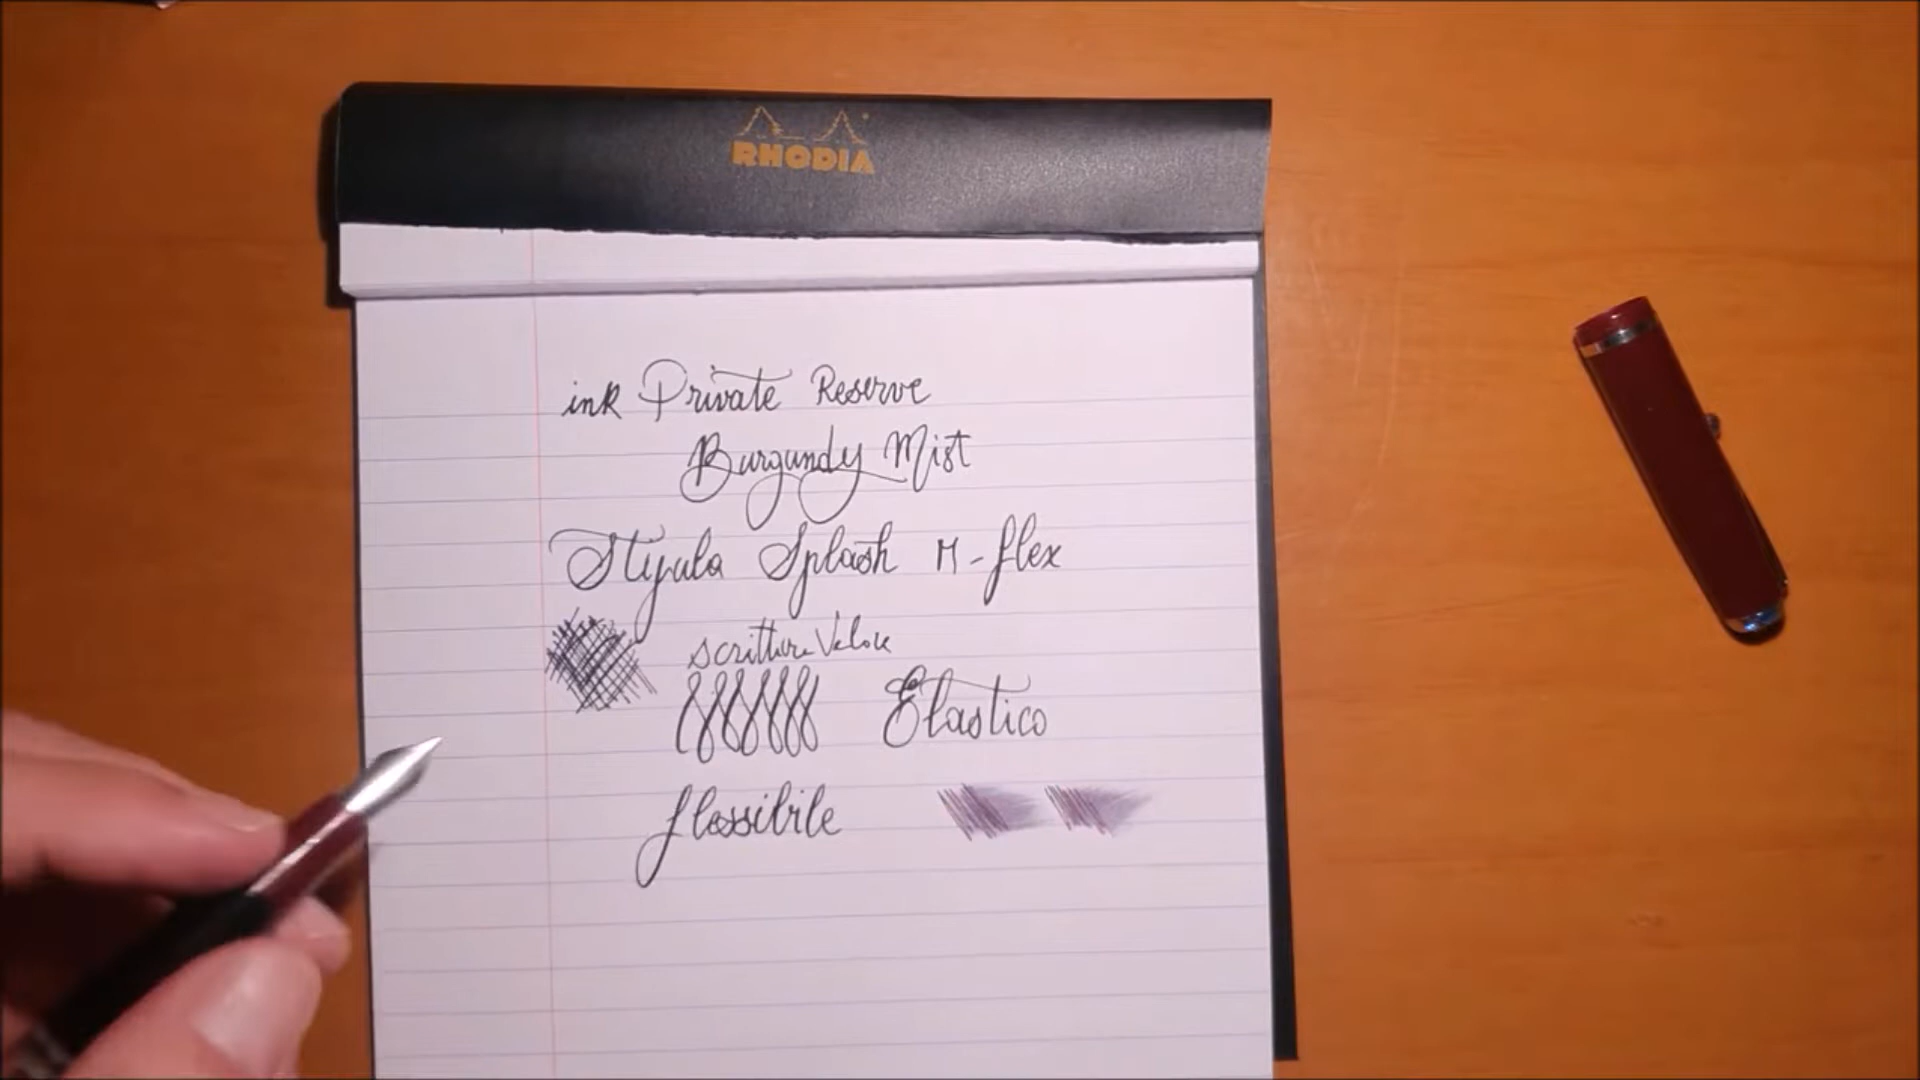 RHODIA
ink Private Reserve
Burgundy Mist
Stipula Splash M-flex
scrittura Veloce
Elastico
flessibile